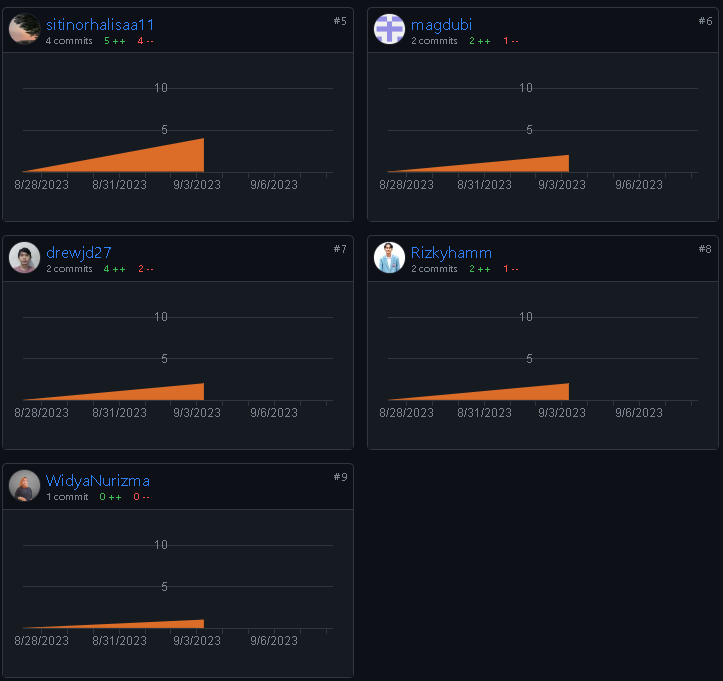 sitinorhalisaa11 #5
4 commits 5 ++ 4 --
10
5
8/28/2023 8/31/2023 9/3/2023 9/6/2023
magdubi #6
2 commits 2 ++ 1 --
10
5
8/28/2023 8/31/2023 9/3/2023 9/6/2023
drewjd27 #7
2 commits 4 ++ 2 --
10
5
8/28/2023 8/31/2023 9/3/2023 9/6/2023
Rizkyhamm #8
2 commits 2 ++ 1 --
10
5
8/28/2023 8/31/2023 9/3/2023 9/6/2023
WidyaNurizma #9
1 commit 0 ++ 0 --
10
5
8/28/2023 8/31/2023 9/3/2023 9/6/2023